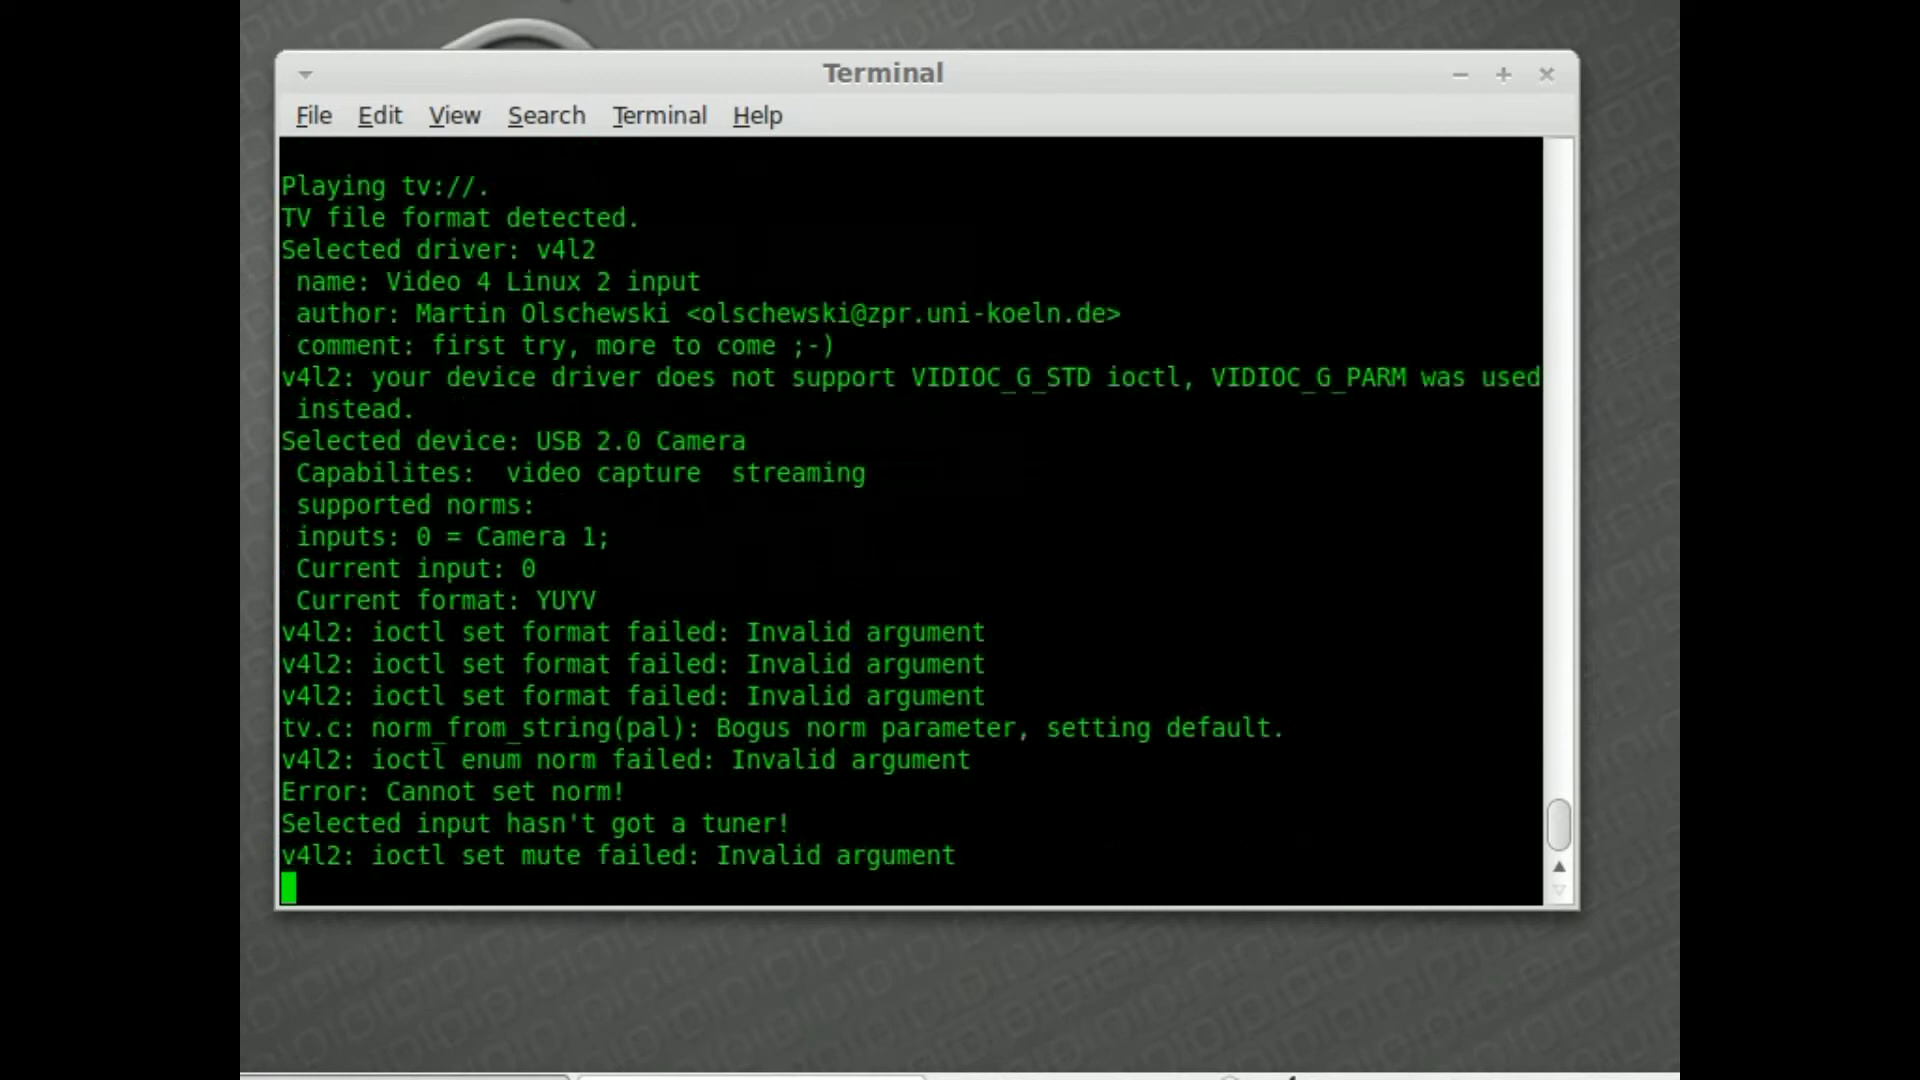 Terminal
File Edit View Search Terminal Help
Playing tv://.
TV file format detected.
Selected driver: v4l2
name: Video 4 Linux 2 input
author: Martin Olschewski <olschewski@zpr.uni-koeln.de>
comment: first try, more to come ;-)
v4l2: your device driver does not support VIDIOC_G_STD ioctl, VIDIOC_G_PARM was used
instead.
Selected device: USB 2.0 Camera
Capabilites:  video capture  streaming
supported norms:
inputs: 0 = Camera 1;
Current input: 0
Current format: YUYV
v4l2: ioctl set format failed: Invalid argument
v4l2: ioctl set format failed: Invalid argument
v4l2: ioctl set format failed: Invalid argument
tv.c: norm_from_string(pal): Bogus norm parameter, setting default.
v4l2: ioctl enum norm failed: Invalid argument
Error: Cannot set norm!
Selected input hasn't got a tuner!
v4l2: ioctl set mute failed: Invalid argument